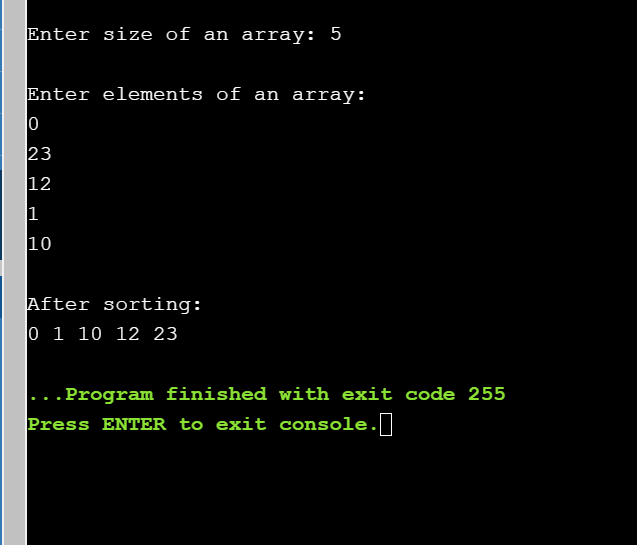 Enter size of an array: 5
Enter elements of an array:
0
23
12
1
10
After sorting:
0 1 10 12 23
...Program finished with exit code 255
Press ENTER to exit console.